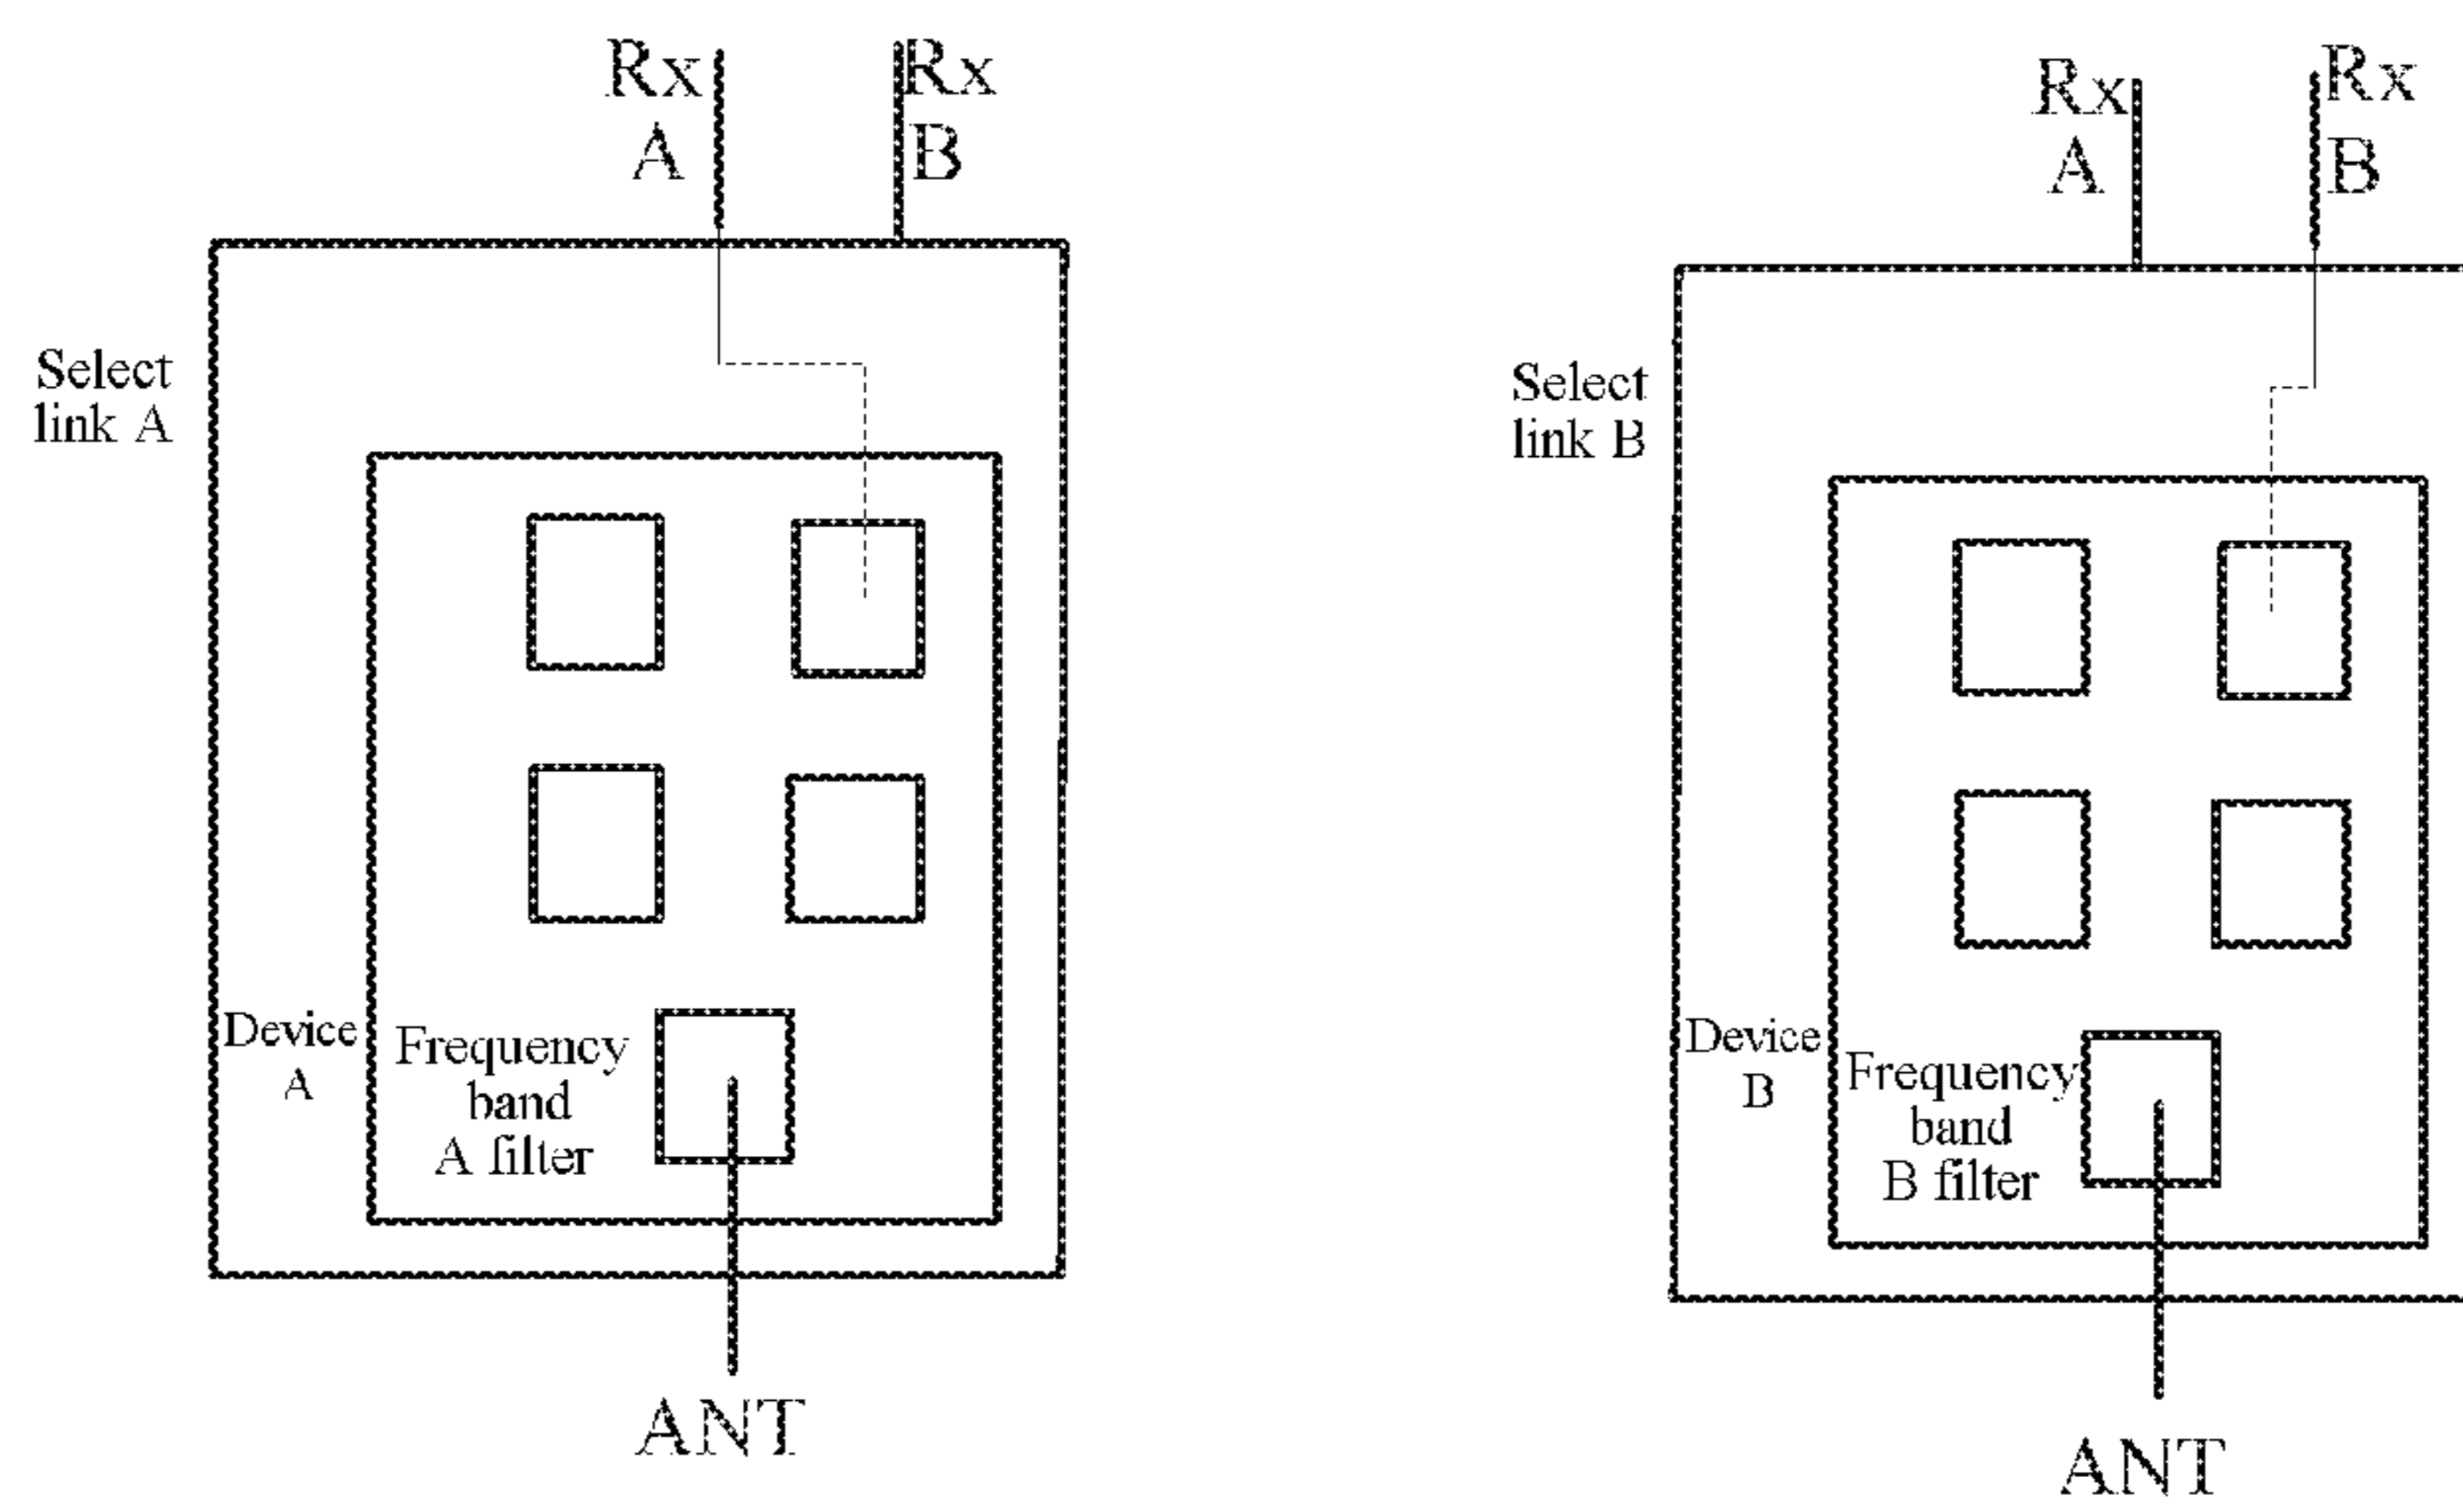 Rx
A
Rx
B
Select
link A
Device
A
Frequency
band
A filter
ANT
Rx
A
Rx
B
Select
link B
Device
B
Frequency
band
B filter
ANT